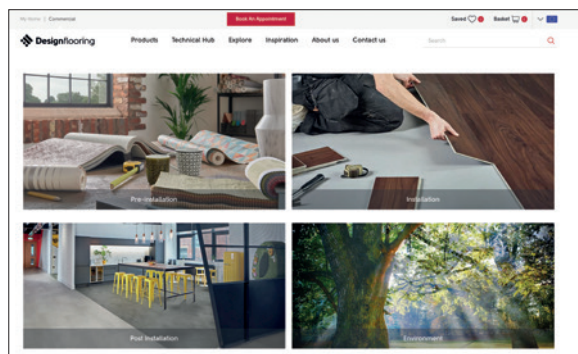 My Home | Commercial
Book An Appointment
Saved
Basket
Designflooring
Products
Technical Hub
Explore
Inspiration
About us
Contact us
Search
Pre-installation
Installation
Post Installation
Environment